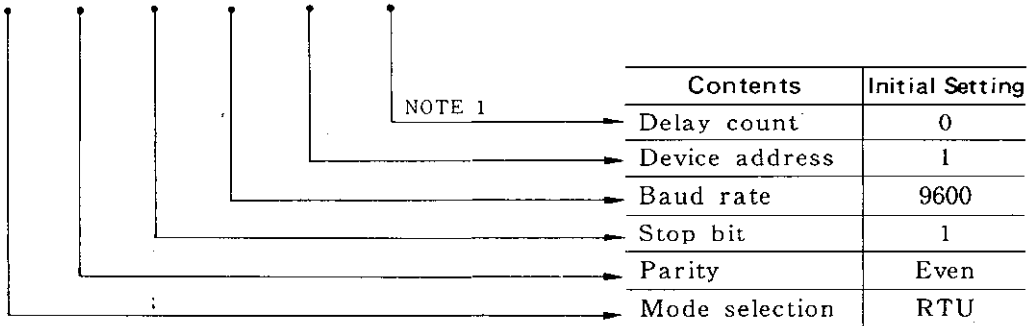 Contents Initial Setting
NOTE 1
Delay count 0
Device address 1
Baud rate 9600
Stop bit 1
Parity Even
Mode selection RTU